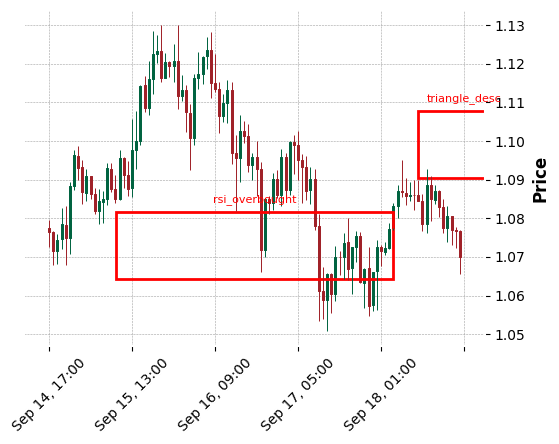 1.13
1.12
triangle_desc
1.11
1.10
1.09
rsi_overbought
1.08
1.07
1.06
1.05
Price
Sep 14, 17:00
Sep 15, 13:00
Sep 16, 09:00
Sep 17, 05:00
Sep 18, 01:00